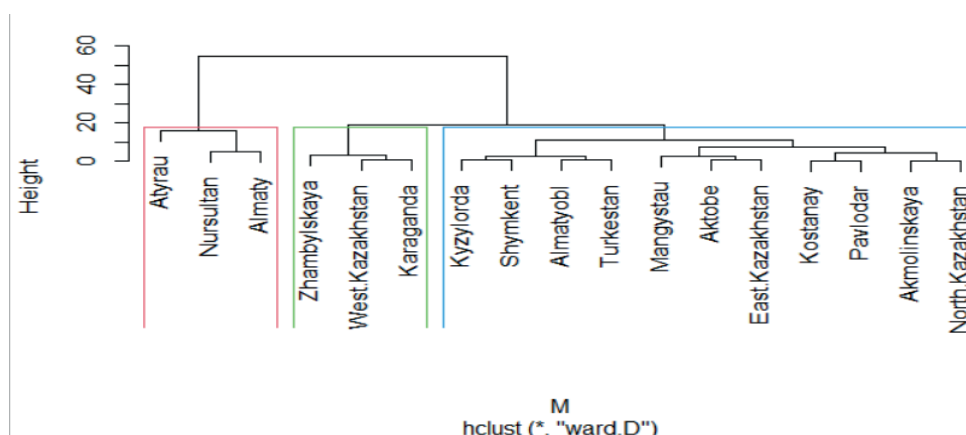 Height
60
40
20
0
Atyrau
Nursultan
Almaty
Zhambylskaya
West.Kazakhstan
Karaganda
Kyzylorda
Shymkent
Almatyobl
Turkestan
Mangystau
Aktobe
East.Kazakhstan
Kostanay
Pavlodar
Akmolinskaya
North.Kazakhstan
M
hclust (*, "ward.D")